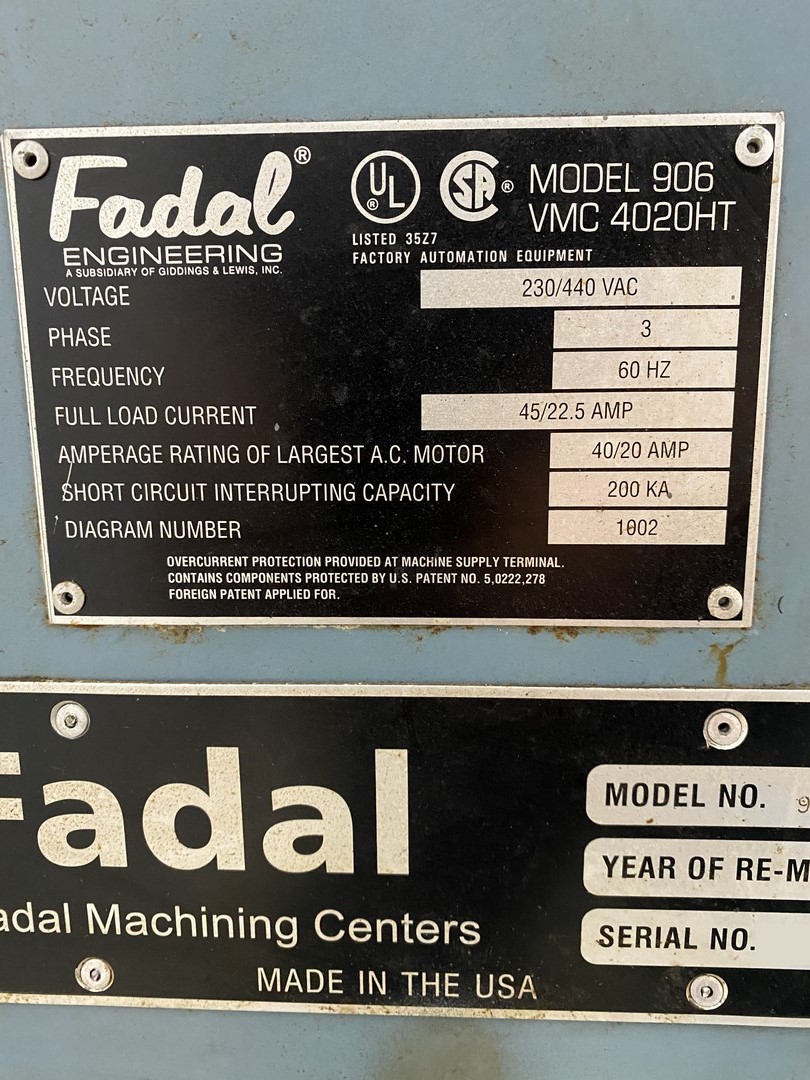 Fadal®
ENGINEERING
A SUBSIDIARY OF GIDDINGS & LEWIS, INC.
UL®
LISTED 35Z7
FACTORY AUTOMATION EQUIPMENT
SA®
MODEL 906
VMC 4020HT
VOLTAGE 230/440 VAC
PHASE 3
FREQUENCY 60 HZ
FULL LOAD CURRENT 45/22.5 AMP
AMPERAGE RATING OF LARGEST A.C. MOTOR 40/20 AMP
SHORT CIRCUIT INTERRUPTING CAPACITY 200 KA
DIAGRAM NUMBER 1002
OVERCURRENT PROTECTION PROVIDED AT MACHINE SUPPLY TERMINAL.
CONTAINS COMPONENTS PROTECTED BY U.S. PATENT NO. 5,0222,278
FOREIGN PATENT APPLIED FOR.
Fadal
adal Machining Centers
MADE IN THE USA
MODEL NO. 9
YEAR OF RE-M
SERIAL NO.